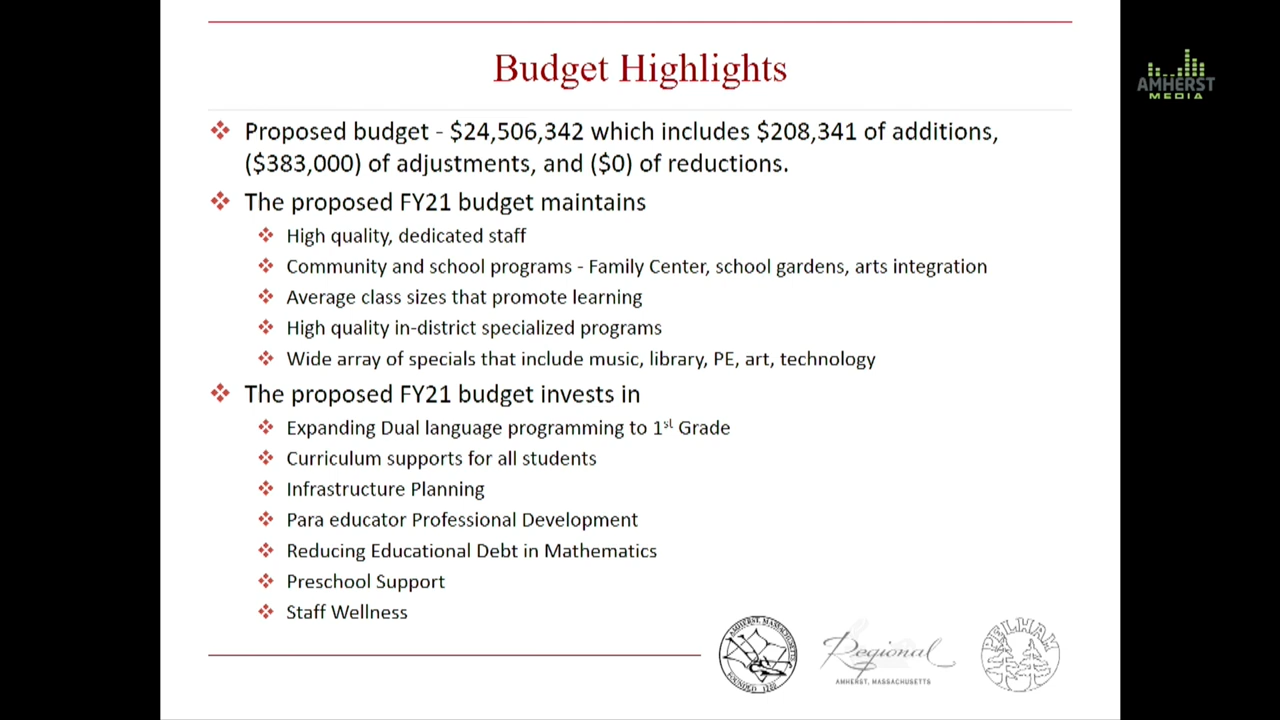 Budget Highlights
AMHERST
MEDIA
❖ Proposed budget - $24,506,342 which includes $208,341 of additions,
($383,000) of adjustments, and ($0) of reductions.
❖ The proposed FY21 budget maintains
❖ High quality, dedicated staff
❖ Community and school programs - Family Center, school gardens, arts integration
❖ Average class sizes that promote learning
❖ High quality in-district specialized programs
❖ Wide array of specials that include music, library, PE, art, technology
❖ The proposed FY21 budget invests in
❖ Expanding Dual language programming to 1st Grade
❖ Curriculum supports for all students
❖ Infrastructure Planning
❖ Para educator Professional Development
❖ Reducing Educational Debt in Mathematics
❖ Preschool Support
❖ Staff Wellness
AMHERST, MASSACHUSETTS
FOUNDED
Regional
AMHERST, MASSACHUSETTS
PELHAM